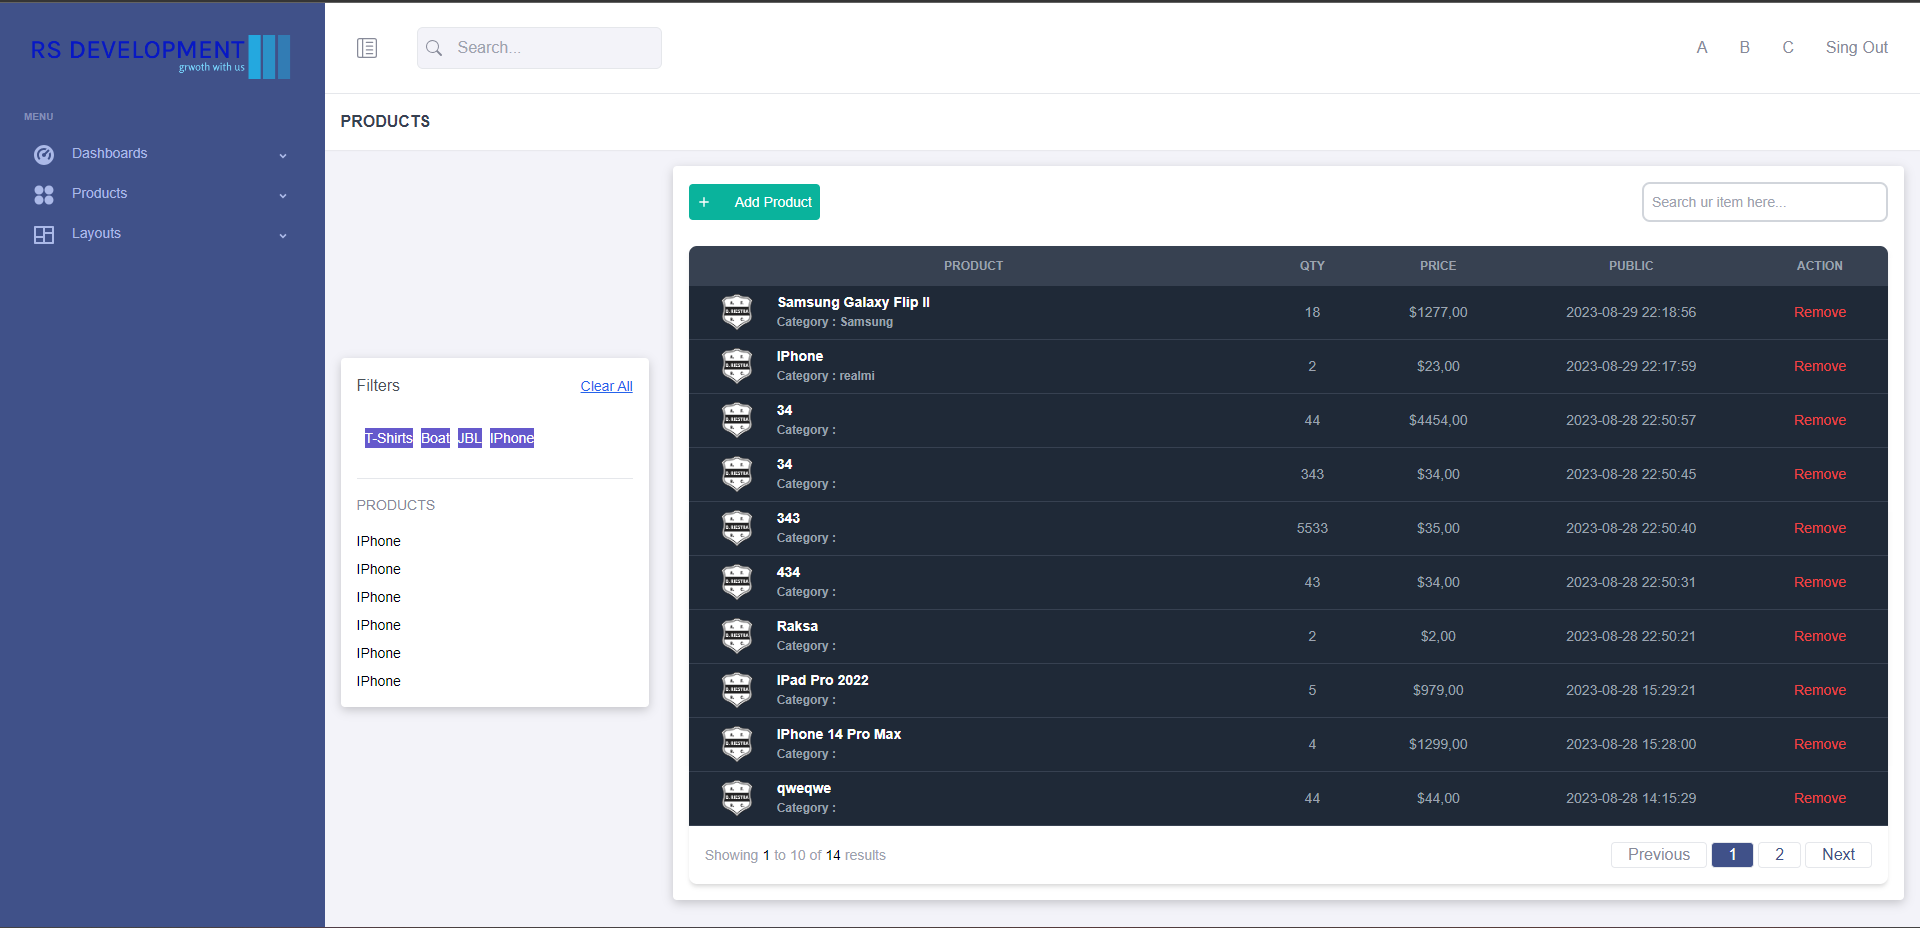 RS DEVELOPMENT
grwoth with us
Search...
A B C Sing Out
MENU
Dashboards
Products
Layouts
PRODUCTS
Filters Clear All
T-Shirts Boat JBL IPhone
PRODUCTS
IPhone
IPhone
IPhone
IPhone
IPhone
IPhone
+ Add Product
Search ur item here...
PRODUCT QTY PRICE PUBLIC ACTION
Samsung Galaxy Flip II
Category : Samsung
18 $1277,00 2023-08-29 22:18:56 Remove
IPhone
Category : realmi
2 $23,00 2023-08-29 22:17:59 Remove
34
Category :
44 $4454,00 2023-08-28 22:50:57 Remove
34
Category :
343 $34,00 2023-08-28 22:50:45 Remove
343
Category :
5533 $35,00 2023-08-28 22:50:40 Remove
434
Category :
43 $34,00 2023-08-28 22:50:31 Remove
Raksa
Category :
2 $2,00 2023-08-28 22:50:21 Remove
IPad Pro 2022
Category :
5 $979,00 2023-08-28 15:29:21 Remove
IPhone 14 Pro Max
Category :
4 $1299,00 2023-08-28 15:28:00 Remove
qweqwe
Category :
44 $44,00 2023-08-28 14:15:29 Remove
Showing 1 to 10 of 14 results
Previous 1 2 Next